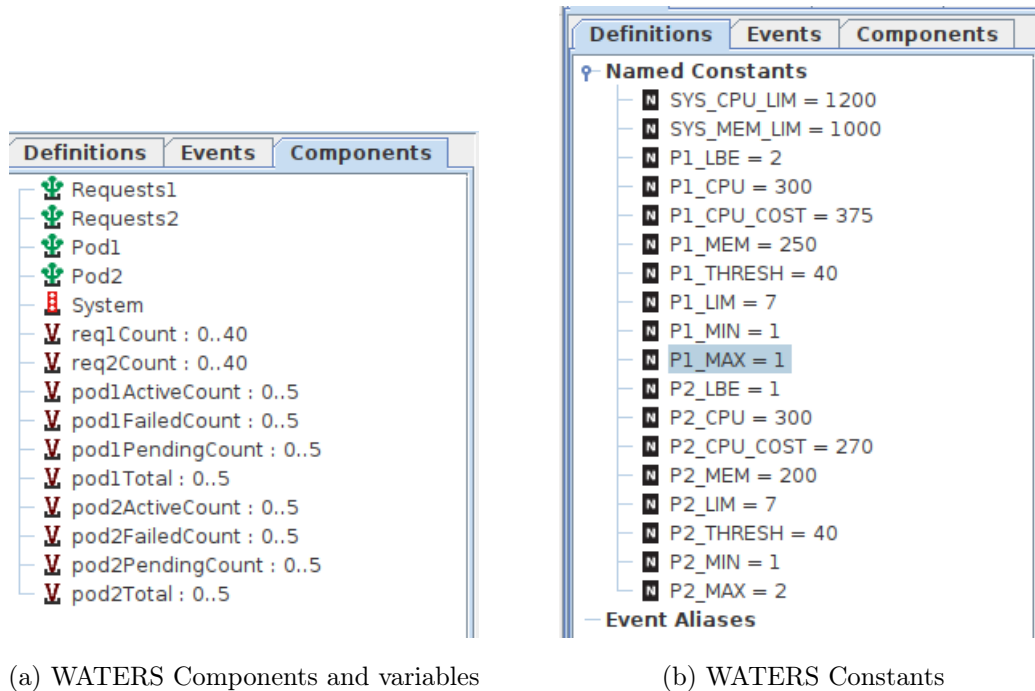 Definitions Events Components
Requests1
Requests2
Pod1
Pod2
System
req1Count : 0..40
req2Count : 0..40
pod1ActiveCount : 0..5
pod1FailedCount : 0..5
pod1PendingCount : 0..5
pod1Total : 0..5
pod2ActiveCount : 0..5
pod2FailedCount : 0..5
pod2PendingCount : 0..5
pod2Total : 0..5
(a) WATERS Components and variables
Definitions Events Components
Named Constants
N SYS_CPU_LIM = 1200
N SYS_MEM_LIM = 1000
N P1_LBE = 2
N P1_CPU = 300
N P1_CPU_COST = 375
N P1_MEM = 250
N P1_THRESH = 40
N P1_LIM = 7
N P1_MIN = 1
N P1_MAX = 1
N P2_LBE = 1
N P2_CPU = 300
N P2_CPU_COST = 270
N P2_MEM = 200
N P2_LIM = 7
N P2_THRESH = 40
N P2_MIN = 1
N P2_MAX = 2
Event Aliases
(b) WATERS Constants